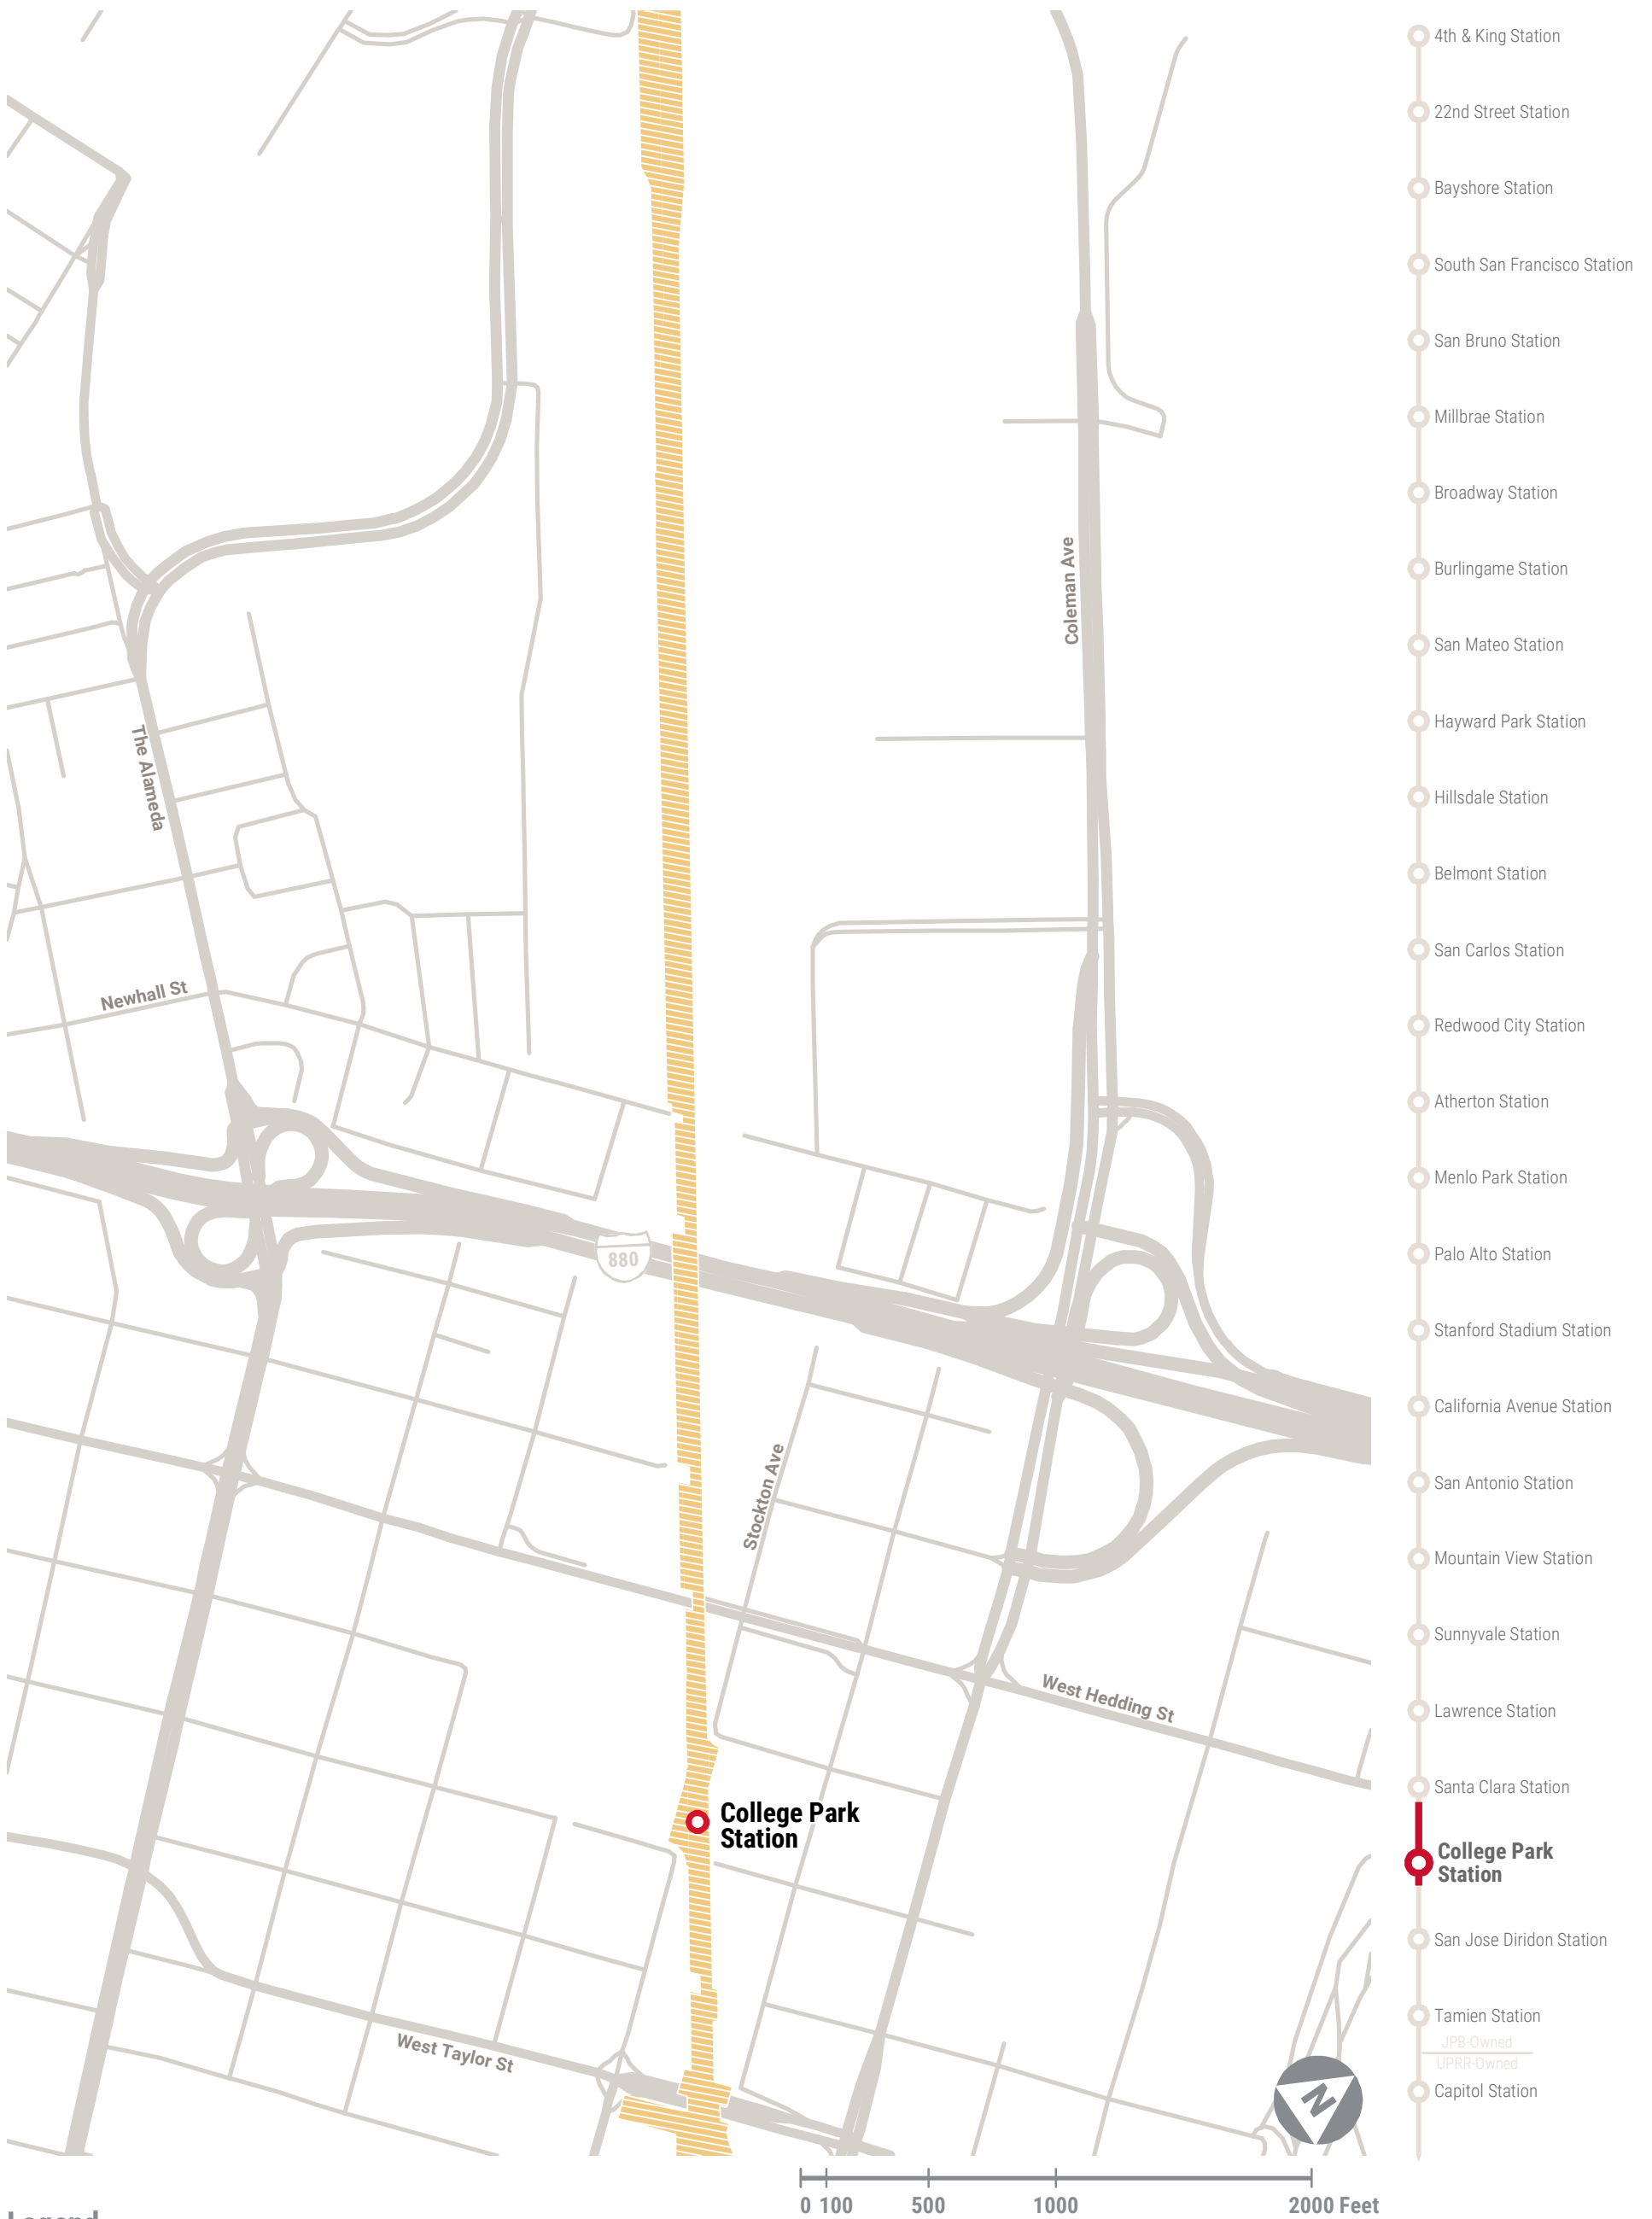 4th & King Station
22nd Street Station
Bayshore Station
South San Francisco Station
San Bruno Station
Millbrae Station
Broadway Station
Burlingame Station
San Mateo Station
Hayward Park Station
Hillsdale Station
Belmont Station
San Carlos Station
Redwood City Station
Atherton Station
Menlo Park Station
Palo Alto Station
Stanford Stadium Station
California Avenue Station
San Antonio Station
Mountain View Station
Sunnyvale Station
Lawrence Station
Santa Clara Station
College Park
Station
San Jose Diridon Station
Tamien Station
JPB-Owned
UPRR-Owned
Capitol Station
Coleman Ave
The Alameda
Newhall St
880
Stockton Ave
West Hedding St
College Park
Station
West Taylor St
N
0 100 500 1000 2000 Feet
Legend